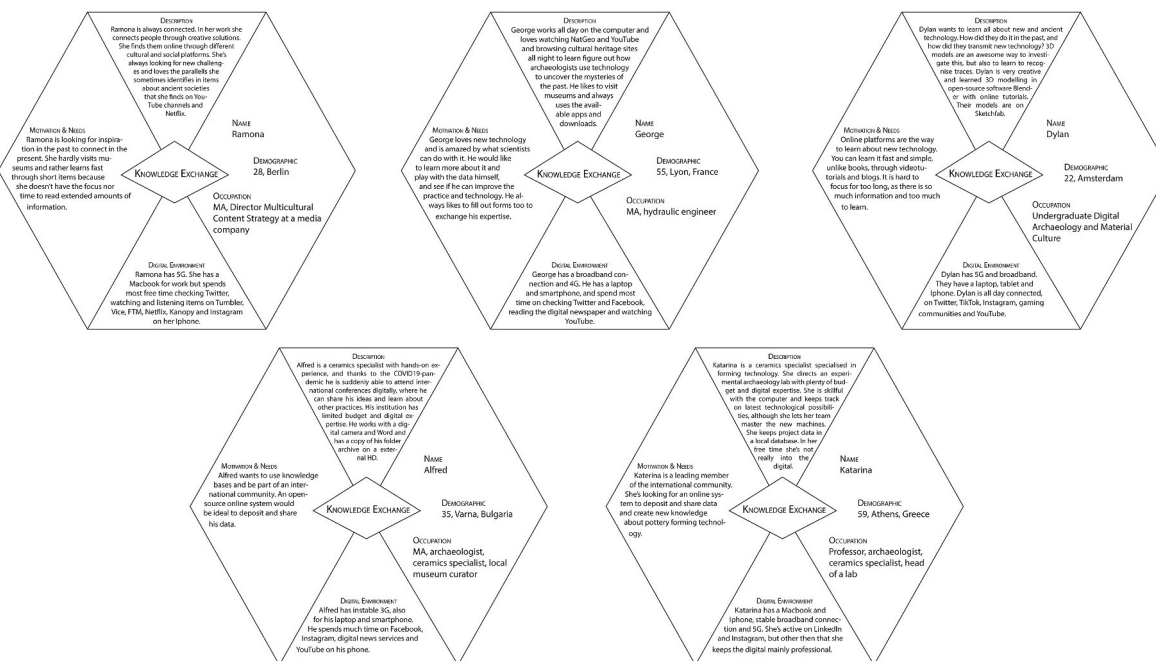 Description
Ramona is always connected. In her work she
connects people through creative solutions.
She finds them online through different
cultural and social platforms. She's
always looking for new challeng-
es and loves the parallells she
sometimes identifies in items
about ancient societies
that she finds on You-
Tube channels and
Netflix.
Name
Ramona
Motivation & Needs
Ramona is looking for inspira-
tion in the past to connect in the
present. She hardly visits mu-
seums and rather learns fast
through short items because
she doesn't have the focus nor
time to read extended amounts of
information.
Knowledge Exchange
Demographic
28, Berlin
Occupation
MA, Director Multicultural
Content Strategy at a media
company
Digital Environment
Ramona has 5G. She has a
Macbook for work but spends
most free time checking Twitter,
watching and listening items on Tumbler,
Vice, FTM, Netflix, Kanopy and Instagram
on her Iphone.
Description
George works all day on the computer and
loves watching NatGeo and YouTube
and browsing cultural heritage sites
all night to learn figure out how
archaeologists use technology
to uncover the mysteries of
the past. He likes to visit
museums and always
uses the avail-
able apps and
downloads.
Name
George
Motivation & Needs
George loves new technology
and is amazed by what scientists
can do with it. He would like
to learn more about it and
play with the data himself,
and see if he can improve the
practice and technology. He al-
ways likes to fill out forms too to
exchange his expertise.
Knowledge Exchange
Demographic
55, Lyon, France
Occupation
MA, hydraulic engineer
Digital Environment
George has a broadband con-
nection and 4G. He has a laptop
and smartphone, and spend most
time on checking Twitter and Facebook,
reading the digital newspaper and watching
YouTube.
Description
Dylan wants to learn all about new and ancient
technology. How did they do it in the past, and
how did they transmit new technology? 3D
models are an awesome way to investi-
gate this, but also to learn to recog-
nise traces. Dylan is very creative
and learned 3D modelling in
open-source software Blend-
er with online tutorials.
Their models are on
Sketchfab.
Name
Dylan
Motivation & Needs
Online platforms are the way
to learn about new technology.
You can learn it fast and simple,
unlike books, through videotu-
torials and blogs. It is hard to
focus for too long, as there is so
much information and too much
to learn.
Knowledge Exchange
Demographic
22, Amsterdam
Occupation
Undergraduate Digital
Archaeology and Material
Culture
Digital Environment
Dylan has 5G and broadband.
They have a laptop, tablet and
Iphone. Dylan is all day connected,
on Twitter, TikTok, Instagram, gaming
communities and YouTube.
Description
Alfred is a ceramics specialist with hands-on ex-
perience, and thanks to the COVID19-pan-
demic he is suddenly able to attend inter-
national conferences digitally, where he
can share his ideas and learn about
other practices. His institution has
limited budget and digital ex-
pertise. He works with a dig-
ital camera and Word and
has a copy of his folder
archive on a exter-
nal HD.
Name
Alfred
Motivation & Needs
Alfred wants to use knowledge
bases and be part of an inter-
national community. An open-
source online system would
be ideal to deposit and share
his data.
Knowledge Exchange
Demographic
35, Varna, Bulgaria
Occupation
MA, archaeologist,
ceramics specialist, local
museum curator
Digital Environment
Alfred has instable 3G, also
for his laptop and smartphone.
He spends much time on Facebook,
Instagram, digital news services and
YouTube on his phone.
Description
Katarina is a ceramics specialist specialised in
forming technology. She directs an experi-
mental archaeology lab with plenty of bud-
get and digital expertise. She is skillful
with the computer and keeps track
on latest technological possibili-
ties, although she lets her team
master the new machines.
She keeps project data in
a local database. In her
free time she's not
really into the
digital.
Name
Katarina
Motivation & Needs
Katerina is a leading member
of the international community.
She's looking for an online sys-
tem to deposit and share data
and create new knowledge
about pottery forming technol-
ogy.
Knowledge Exchange
Demographic
59, Athens, Greece
Occupation
Professor, archaeologist,
ceramics specialist, head
of a lab
Digital Environment
Katarina has a Macbook and
Iphone, stable broadband connec-
tion and 5G. She's active on LinkedIn
and Instagram, but other then that she
keeps the digital mainly professional.